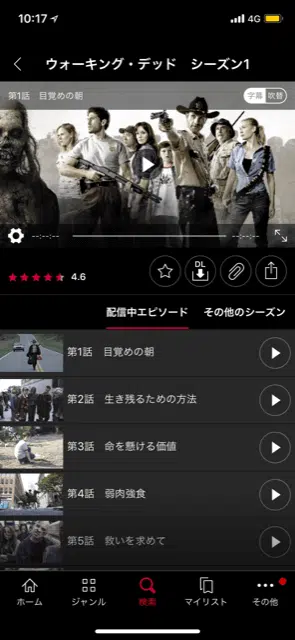 10:17
4G
ウォーキング・デッド シーズン1
第1話 目覚めの朝
字幕 吹替
--:--:-- --:--:--
4.6
DL
配信中エピソード その他のシーズン
第1話 目覚めの朝
第2話 生き残るための方法
第3話 命を懸ける価値
第4話 弱肉強食
第5話 救いを求めて
ホーム ジャンル 検索 マイリスト その他